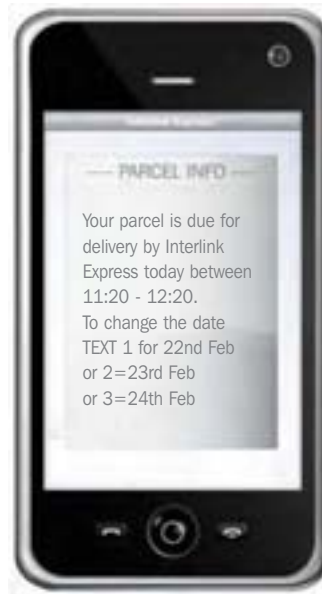 PARCEL INFO
Your parcel is due for
delivery by Interlink
Express today between
11:20 - 12:20.
To change the date
TEXT 1 for 22nd Feb
or 2=23rd Feb
or 3=24th Feb